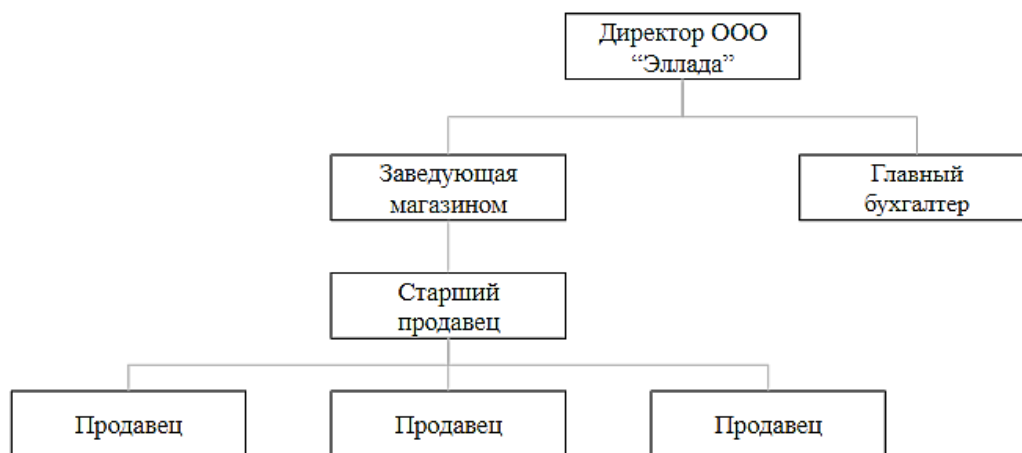 Директор ООО
“Эллада”
Заведующая
магазином
Главный
бухгалтер
Старший
продавец
Продавец
Продавец
Продавец